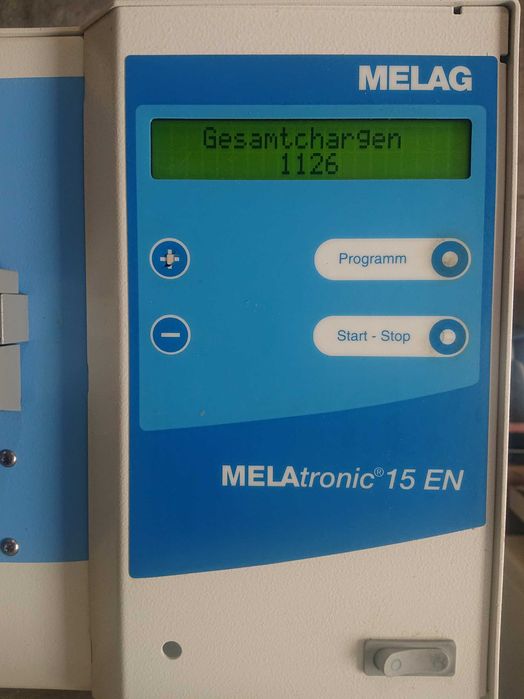 MELAG
Gesamtchargen
1126
+
Programm
−
Start - Stop
MELAtronic® 15 EN